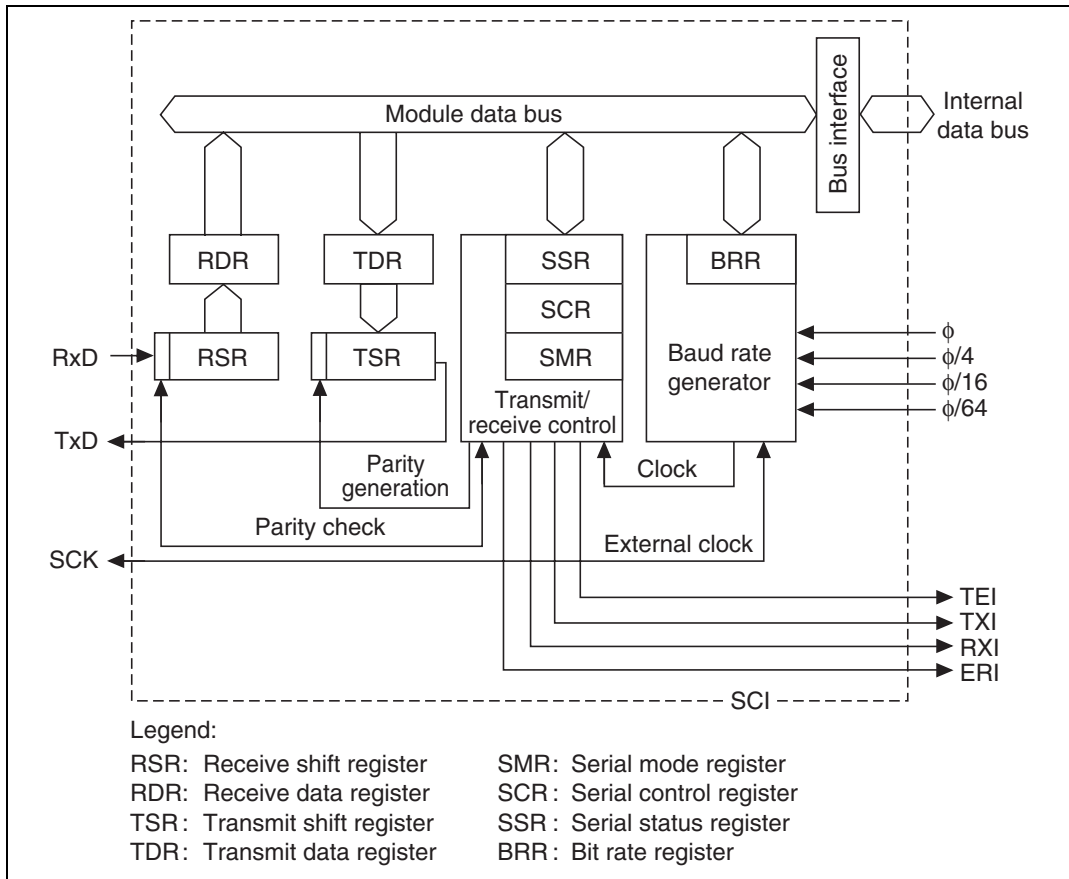 Module data bus
Bus interface
Internal
data bus
RDR
TDR
SSR
BRR
SCR
RSR
TSR
SMR
Baud rate
generator
RxD
TxD
SCK
ϕ
ϕ/4
ϕ/16
ϕ/64
Transmit/
receive control
Parity
generation
Clock
Parity check
External clock
TEI
TXI
RXI
ERI
SCI
Legend:
RSR: Receive shift register
RDR: Receive data register
TSR: Transmit shift register
TDR: Transmit data register
SMR: Serial mode register
SCR: Serial control register
SSR: Serial status register
BRR: Bit rate register